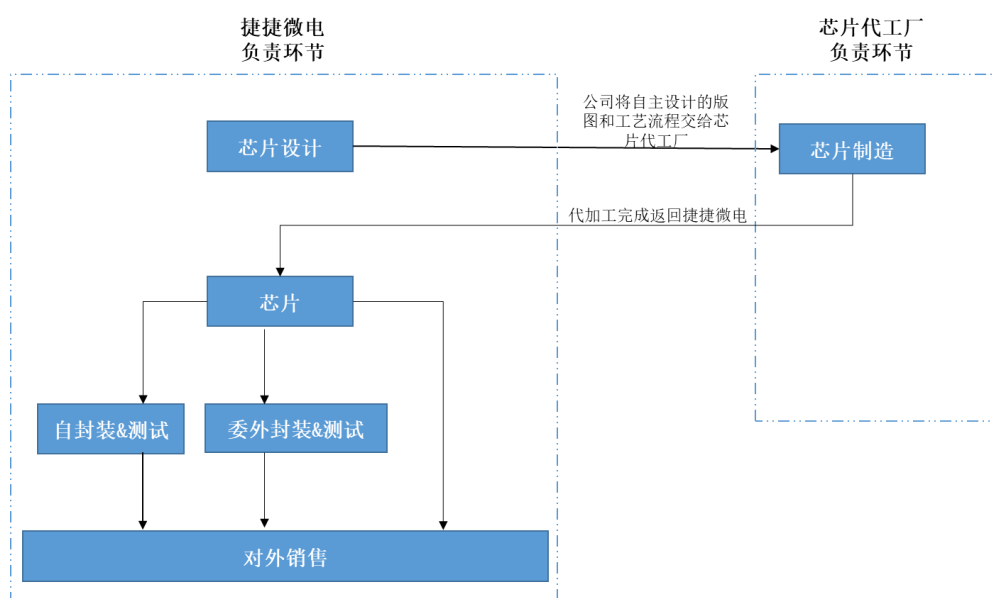 捷捷微电
负责环节
芯片代工厂
负责环节
公司将自主设计的版
图和工艺流程交给芯
片代工厂
芯片设计
芯片制造
代加工完成返回捷捷微电
芯片
自封装&测试
委外封装&测试
对外销售